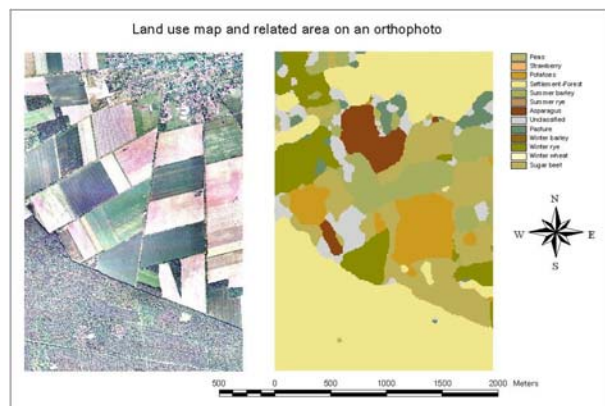 Land use map and related area on an orthophoto
Peas
Strawberry
Potatoes
Settlement-/Forest
Summer barley
Summer rye
Asparagus
Unclassified
Pasture
Winter barley
Winter rye
Winter wheat
Sugar beet
N
W E
S
500 0 500 1000 1500 2000 Meters